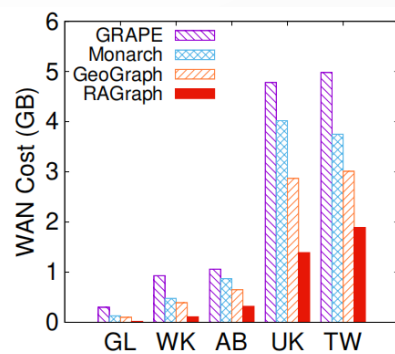 WAN Cost (GB)
6
5
4
3
2
1
0
GRAPE
Monarch
GeoGraph
RAGraph
GL WK AB UK TW